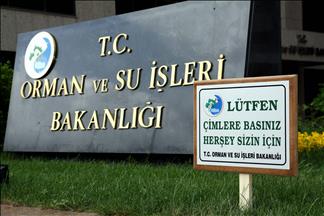 T.C.
ORMAN VE SU İŞLERİ
BAKANLIĞI
LÜTFEN
ÇİMLERE BASINIZ
HERŞEY SİZİN İÇİN
T.C. ORMAN VE SU İŞLERİ BAKANLIĞI